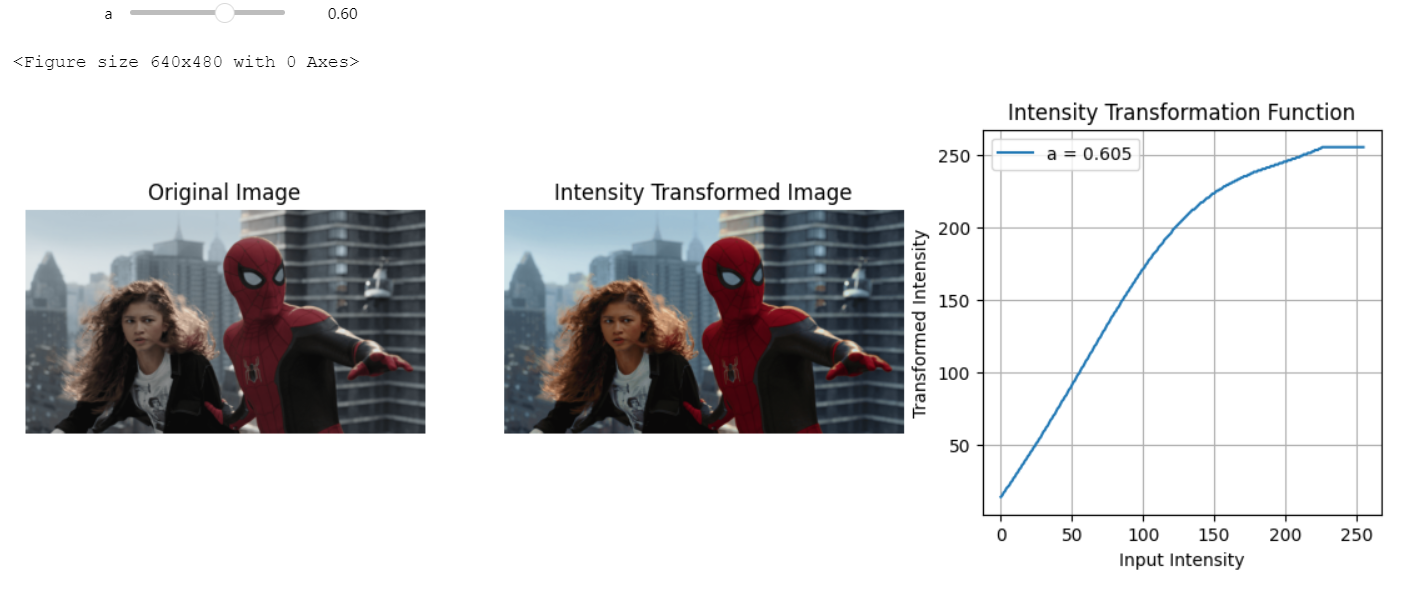 a 0.60
<Figure size 640x480 with 0 Axes>
Original Image
Intensity Transformed Image
Intensity Transformation Function
a = 0.605
Transformed Intensity
250
200
150
100
50
0 50 100 150 200 250
Input Intensity